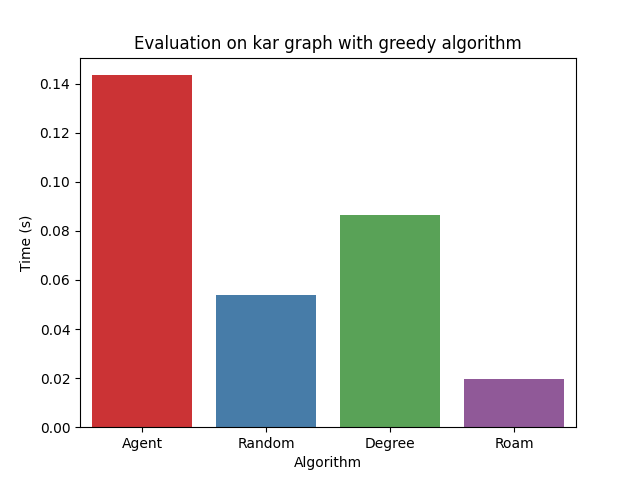 Evaluation on kar graph with greedy algorithm
Time (s)
0.14
0.12
0.10
0.08
0.06
0.04
0.02
0.00
Agent Random Degree Roam
Algorithm